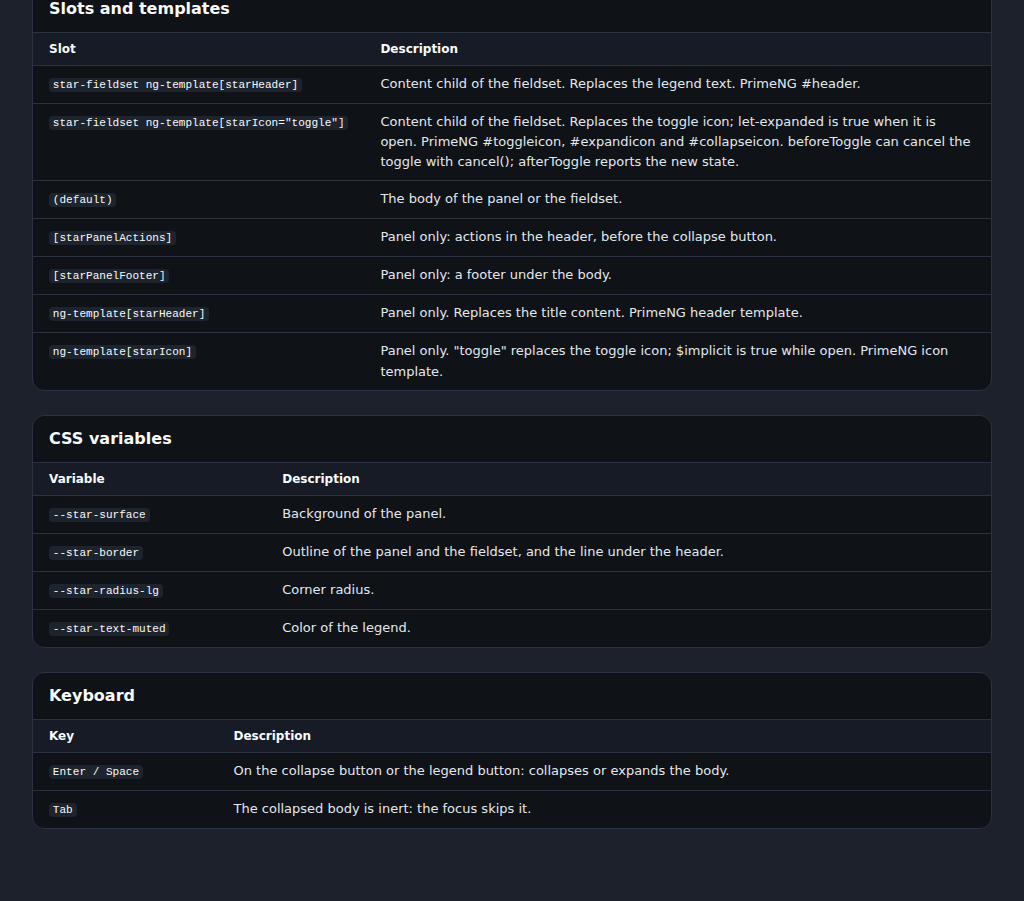 Slots and templates
Slot Description
star-fieldset ng-template[starHeader] Content child of the fieldset. Replaces the legend text. PrimeNG #header.
star-fieldset ng-template[starIcon="toggle"] Content child of the fieldset. Replaces the toggle icon; let-expanded is true when it is
open. PrimeNG #toggleicon, #expandicon and #collapseicon. beforeToggle can cancel the
toggle with cancel(); afterToggle reports the new state.
(default) The body of the panel or the fieldset.
[starPanelActions] Panel only: actions in the header, before the collapse button.
[starPanelFooter] Panel only: a footer under the body.
ng-template[starHeader] Panel only. Replaces the title content. PrimeNG header template.
ng-template[starIcon] Panel only. "toggle" replaces the toggle icon; $implicit is true while open. PrimeNG icon
template.
CSS variables
Variable Description
--star-surface Background of the panel.
--star-border Outline of the panel and the fieldset, and the line under the header.
--star-radius-lg Corner radius.
--star-text-muted Color of the legend.
Keyboard
Key Description
Enter / Space On the collapse button or the legend button: collapses or expands the body.
Tab The collapsed body is inert: the focus skips it.